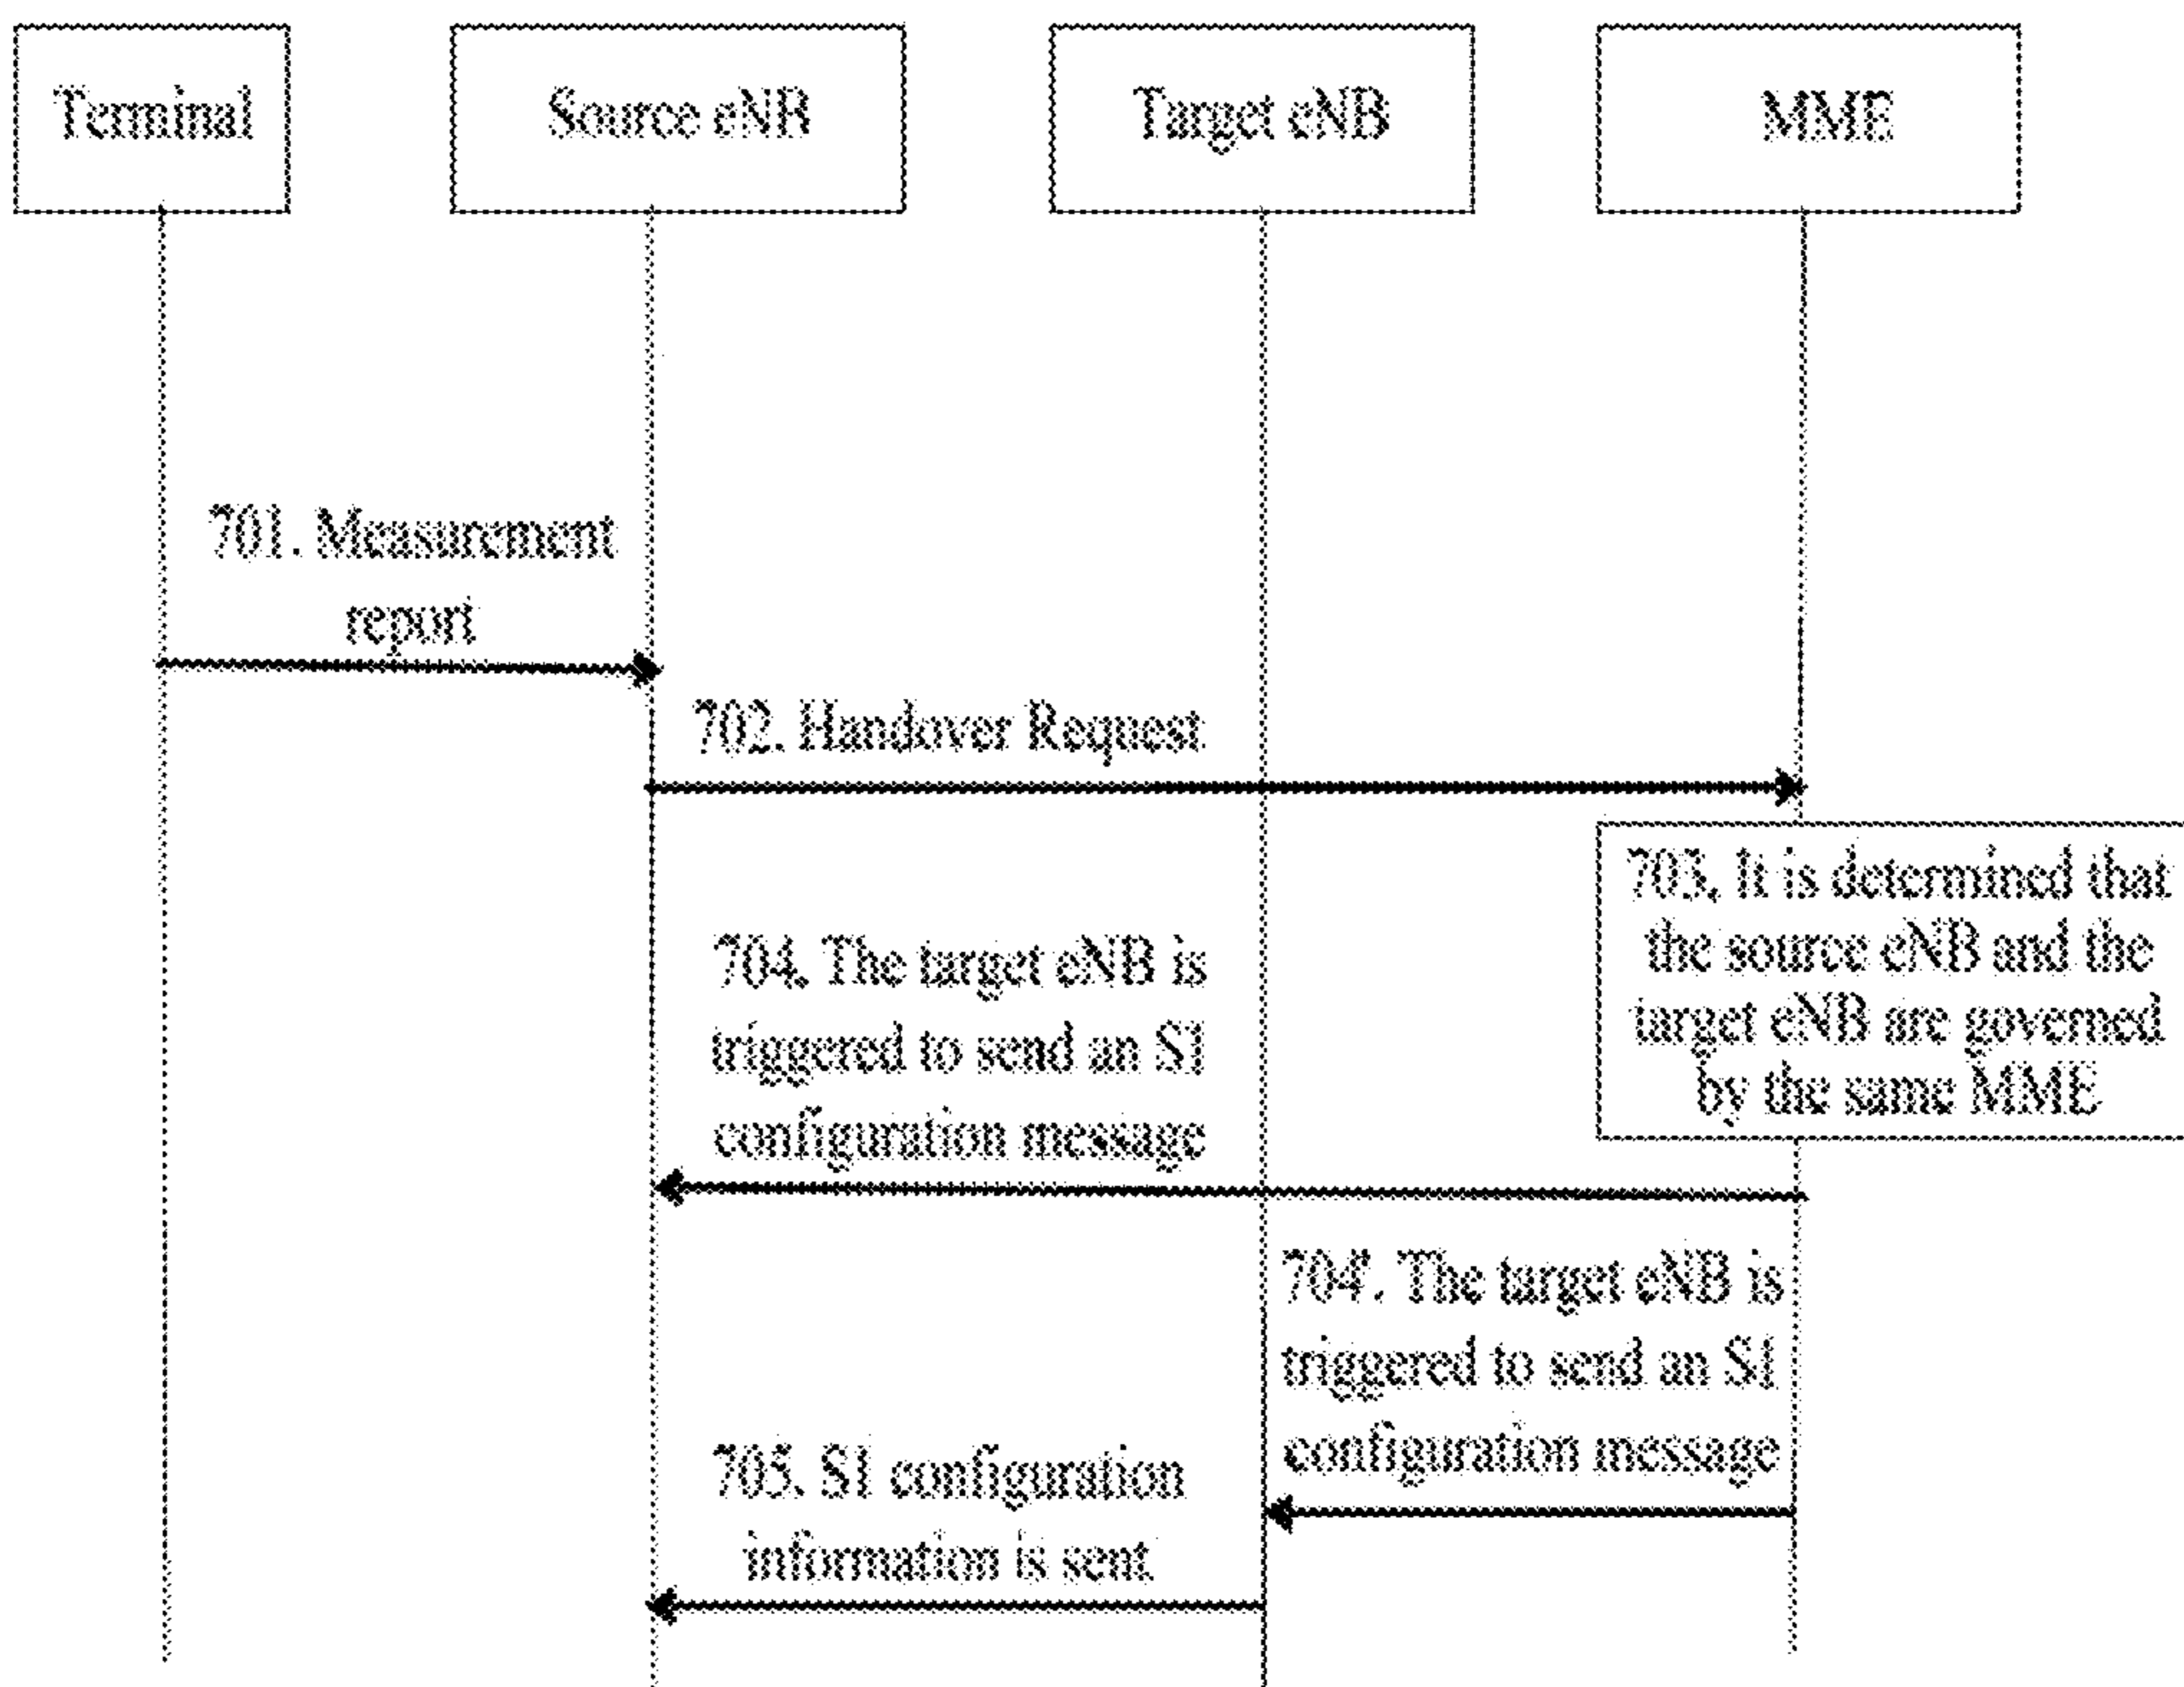 Terminal
Source eNB
Target eNB
MME
701. Measurement
report
702. Handover Request
703. It is determined that
the source eNB and the
target eNB are governed
by the same MME
704. The target eNB is
triggered to send an SI
configuration message
704'. The target eNB is
triggered to send an SI
configuration message
705. SI configuration
information is sent